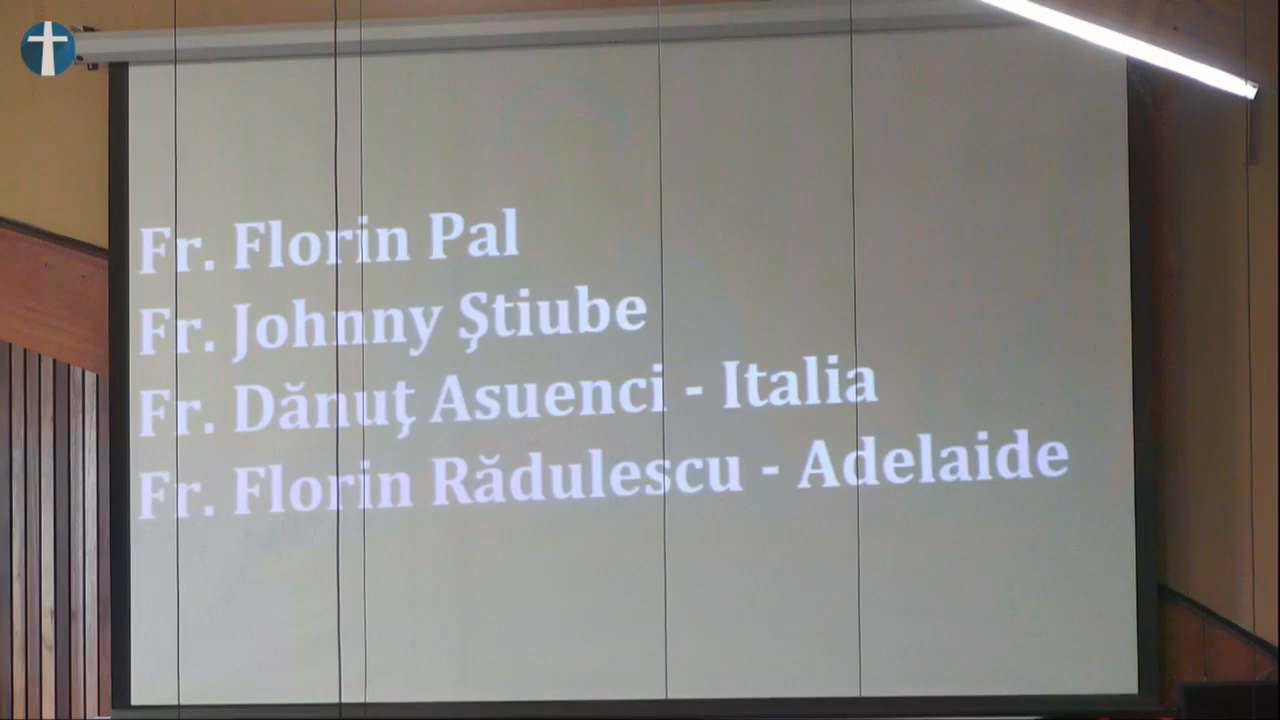 Fr. Florin Pal
Fr. Johnny Ştiube
Fr. Dănuţ Asuenci - Italia
Fr. Florin Rădulescu - Adelaide